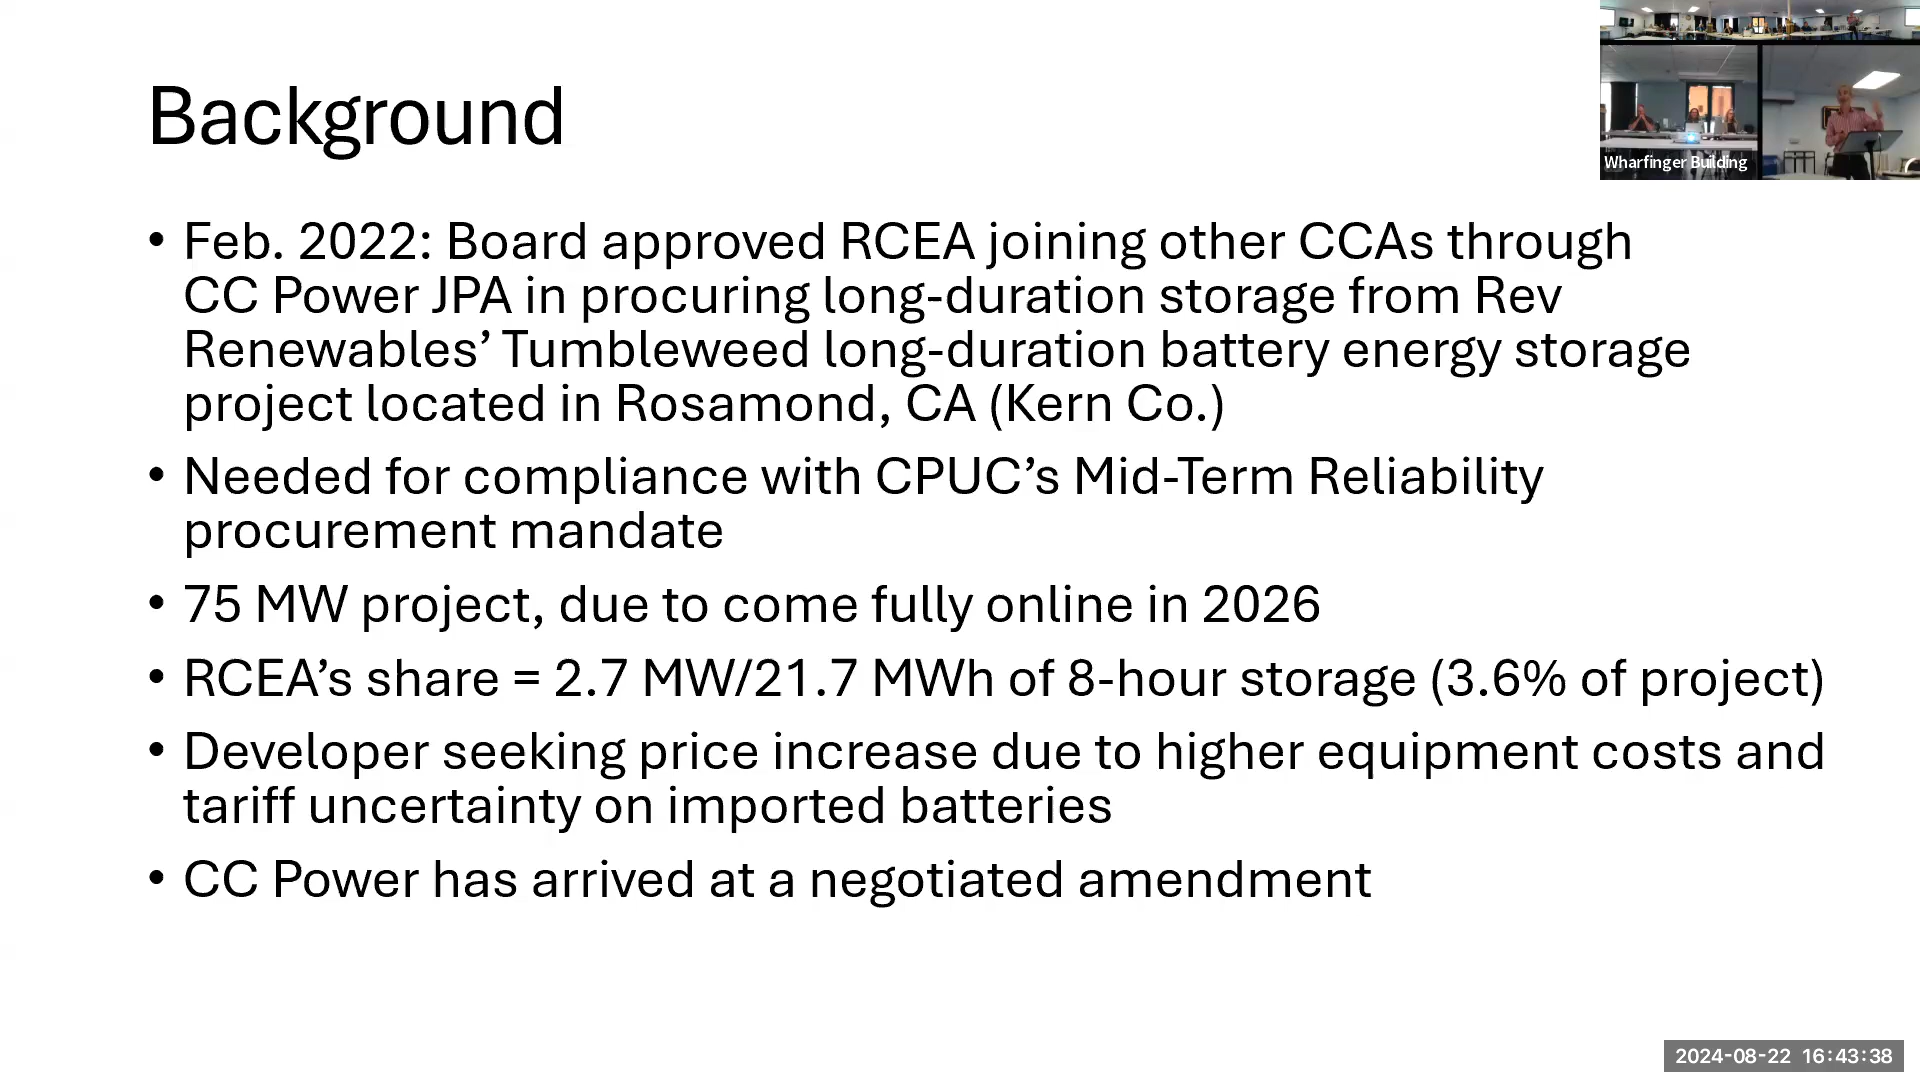 Background
Wharfinger Building
• Feb. 2022: Board approved RCEA joining other CCAs through
CC Power JPA in procuring long-duration storage from Rev
Renewables’ Tumbleweed long-duration battery energy storage
project located in Rosamond, CA (Kern Co.)
• Needed for compliance with CPUC’s Mid-Term Reliability
procurement mandate
• 75 MW project, due to come fully online in 2026
• RCEA’s share = 2.7 MW/21.7 MWh of 8-hour storage (3.6% of project)
• Developer seeking price increase due to higher equipment costs and
tariff uncertainty on imported batteries
• CC Power has arrived at a negotiated amendment
2024-08-22 16:43:38